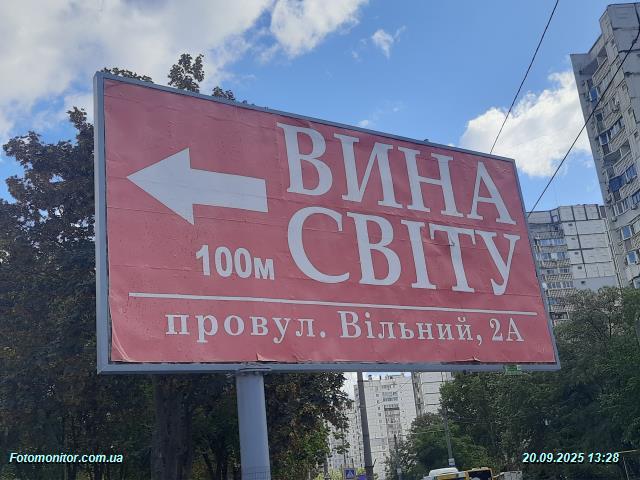 ВИНА
СВІТУ
100м
провул. Вільний, 2А
Fotomonitor.com.ua
20.09.2025 13:28